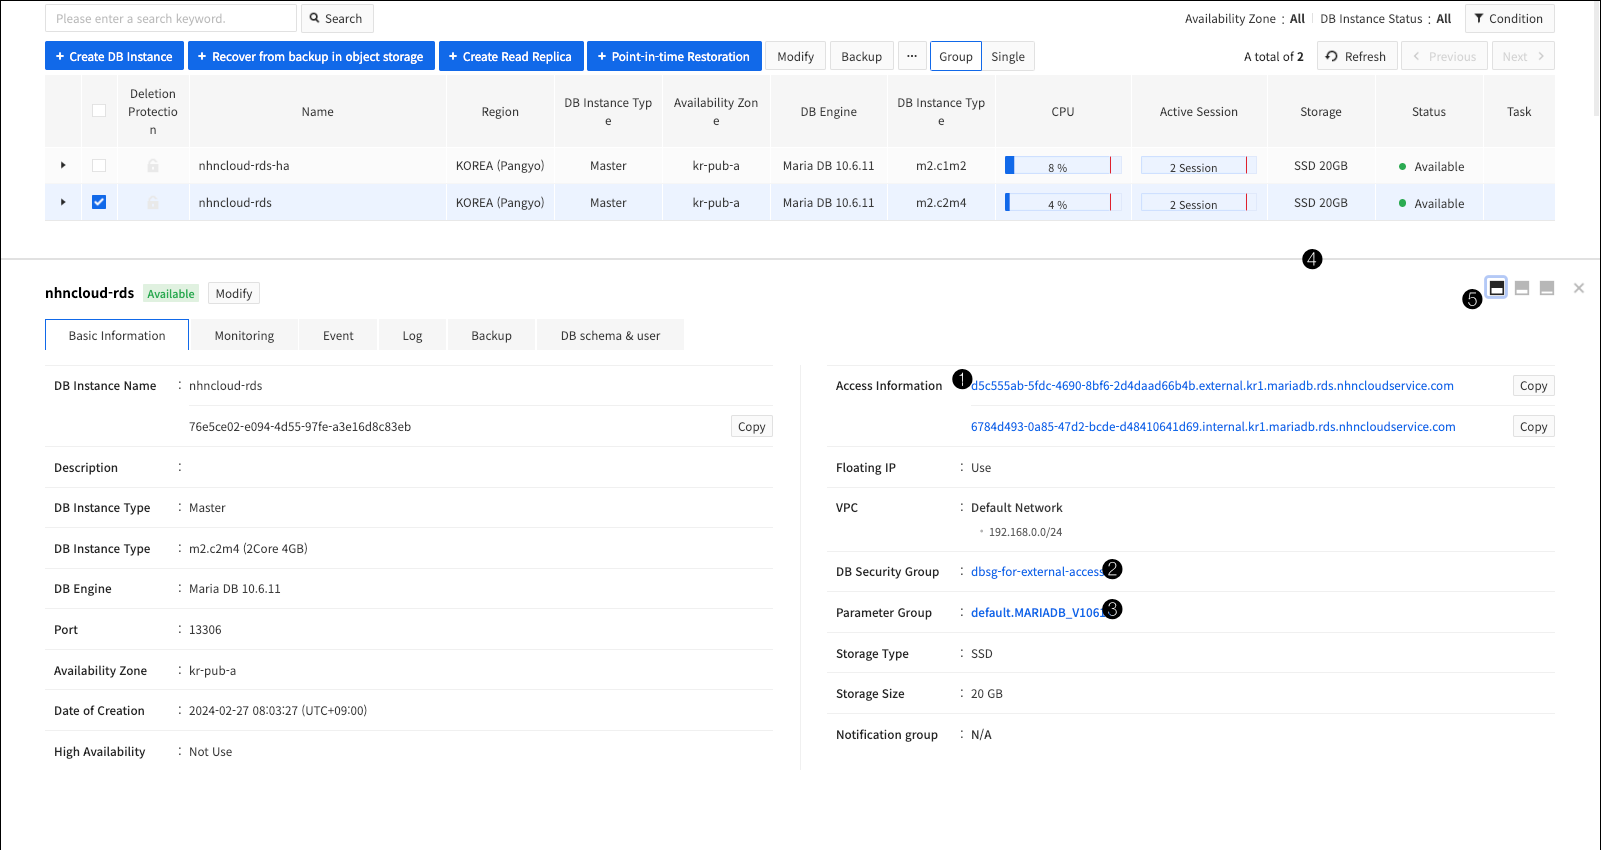 Please enter a search keyword.
Search
Availability Zone : All
DB Instance Status : All
Condition
+ Create DB Instance
+ Recover from backup in object storage
+ Create Read Replica
+ Point-in-time Restoration
Modify
Backup
...
Group
Single
A total of 2
Refresh
Previous
Next
Deletion
Protectio
n
Name
Region
DB Instance Typ
e
Availability Zon
e
DB Engine
DB Instance Typ
e
CPU
Active Session
Storage
Status
Task
nhncloud-rds-ha
KOREA (Pangyo)
Master
kr-pub-a
Maria DB 10.6.11
m2.c1m2
8 %
2 Session
SSD 20GB
Available
nhncloud-rds
KOREA (Pangyo)
Master
kr-pub-a
Maria DB 10.6.11
m2.c2m4
4 %
2 Session
SSD 20GB
Available
4
nhncloud-rds
Available
Modify
5
Basic Information
Monitoring
Event
Log
Backup
DB schema & user
DB Instance Name : nhncloud-rds
76e5ce02-e094-4d55-97fe-a3e16d8c83eb
Copy
Description :
DB Instance Type : Master
DB Instance Type : m2.c2m4 (2Core 4GB)
DB Engine : Maria DB 10.6.11
Port : 13306
Availability Zone : kr-pub-a
Date of Creation : 2024-02-27 08:03:27 (UTC+09:00)
High Availability : Not Use
Access Information 1 d5c555ab-5fdc-4690-8bf6-2d4daad66b4b.external.kr1.mariadb.rds.nhncloudservice.com
Copy
6784d493-0a85-47d2-bcde-d48410641d69.internal.kr1.mariadb.rds.nhncloudservice.com
Copy
Floating IP : Use
VPC : Default Network
192.168.0.0/24
DB Security Group : dbsg-for-external-access 2
Parameter Group : default.MARIADB_V1061 3
Storage Type : SSD
Storage Size : 20 GB
Notification group : N/A